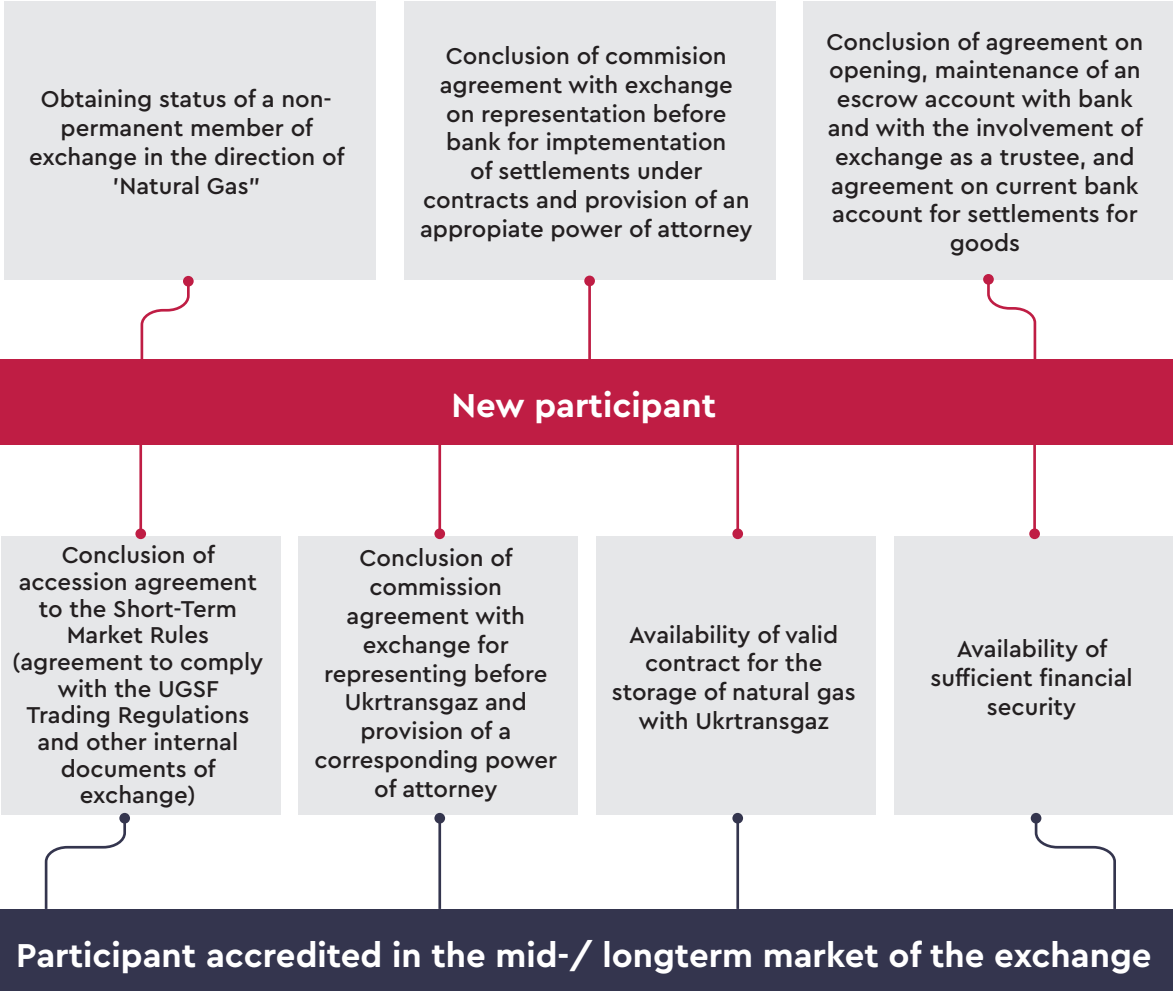 Obtaining status of a non-
permanent member of
exchange in the direction of
'Natural Gas"
Conclusion of commision
agreement with exchange
on representation before
bank for imptementation
of settlements under
contracts and provision of an
appropiate power of attorney
Conclusion of agreement on
opening, maintenance of an
escrow account with bank
and with the involvement of
exchange as a trustee, and
agreement on current bank
account for settlements for
goods
New participant
Conclusion of
accession agreement
to the Short-Term
Market Rules
(agreement to comply
with the UGSF
Trading Regulations
and other internal
documents of
exchange)
Conclusion of
commission
agreement with
exchange for
representing before
Ukrtransgaz and
provision of a
corresponding power
of attorney
Availability of valid
contract for the
storage of natural gas
with Ukrtransgaz
Availability of
sufficient financial
security
Participant accredited in the mid-/ longterm market of the exchange